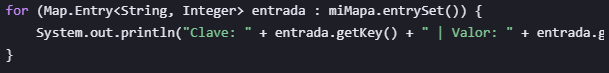 for (Map.Entry<String, Integer> entrada : miMapa.entrySet()) {
    System.out.println("Clave: " + entrada.getKey() + " | Valor: " + entrada.g
}